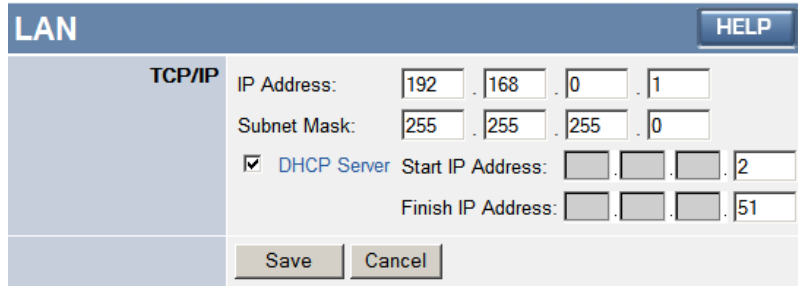 LAN HELP
TCP/IP IP Address: 192 . 168 . 0 . 1
Subnet Mask: 255 . 255 . 255 . 0
DHCP Server Start IP Address: . . . 2
Finish IP Address: . . . 51
Save Cancel